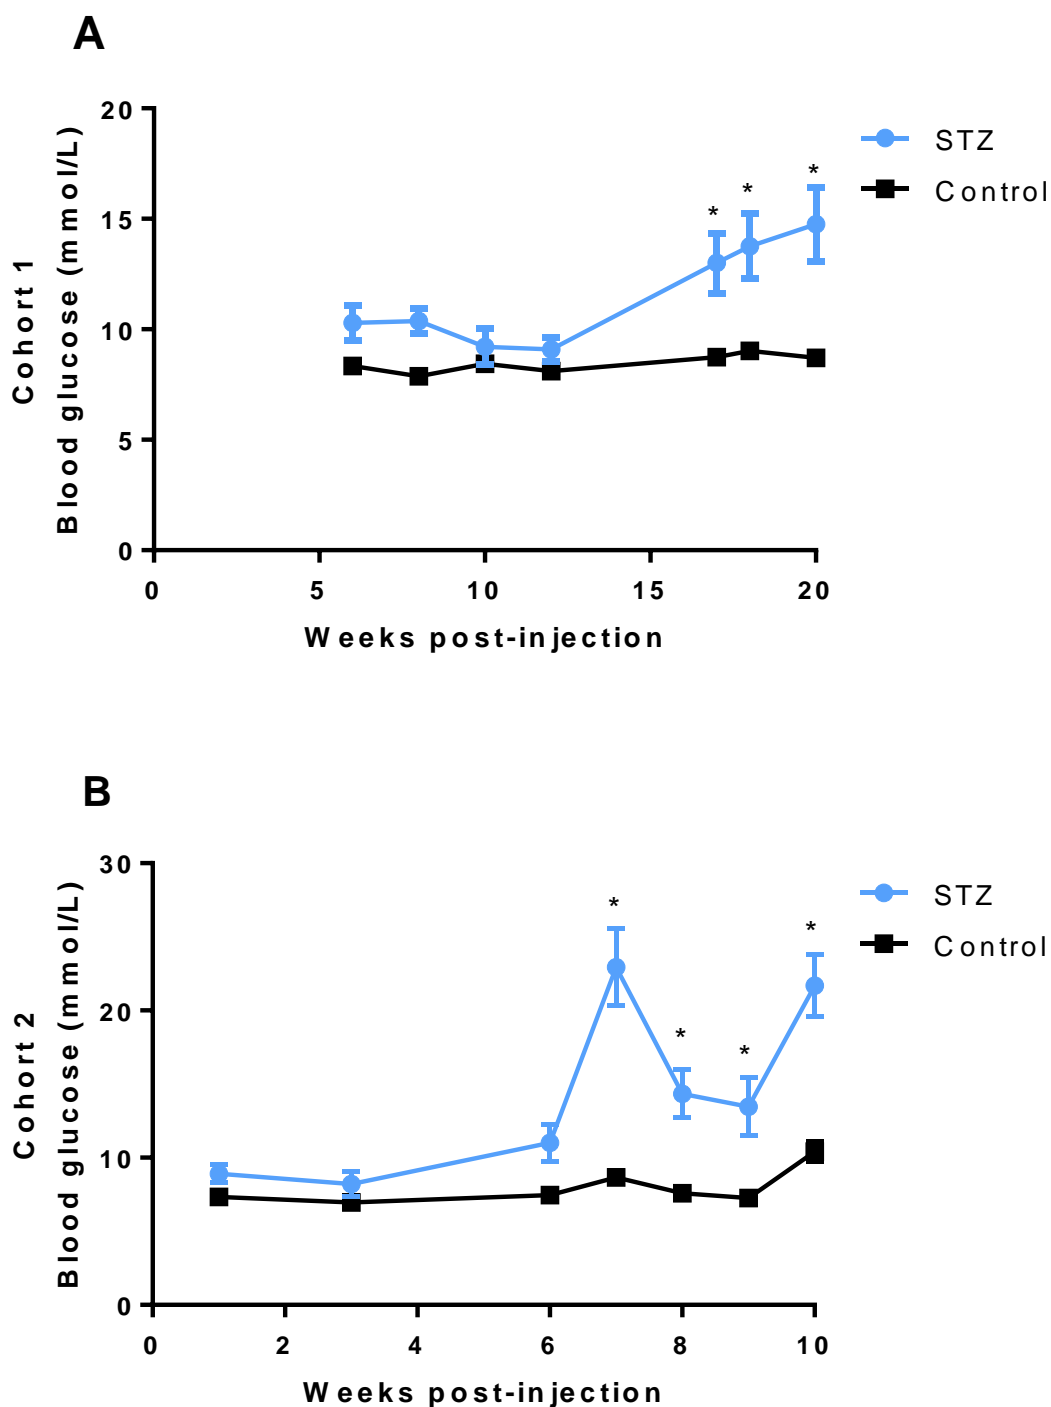 A
Cohort 1
Blood glucose (mmol/L)
20
15
10
5
0
* * *
STZ
Control
0 5 10 15 20
Weeks post-injection
B
Cohort 2
Blood glucose (mmol/L)
30
20
10
0
* * * *
STZ
Control
0 2 4 6 8 10
Weeks post-injection